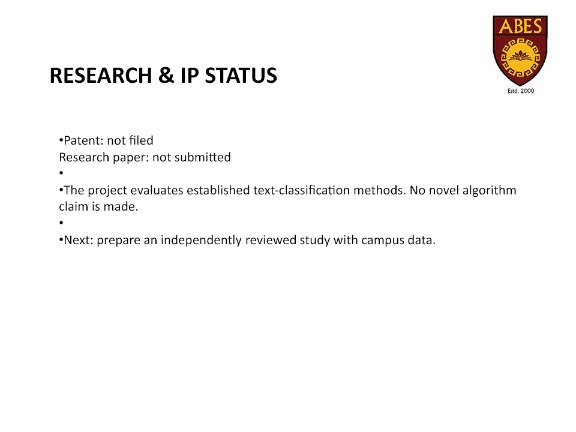 ABES
Estd. 2000
RESEARCH & IP STATUS
•Patent: not filed
Research paper: not submitted
•
•The project evaluates established text-classification methods. No novel algorithm
claim is made.
•
•Next: prepare an independently reviewed study with campus data.